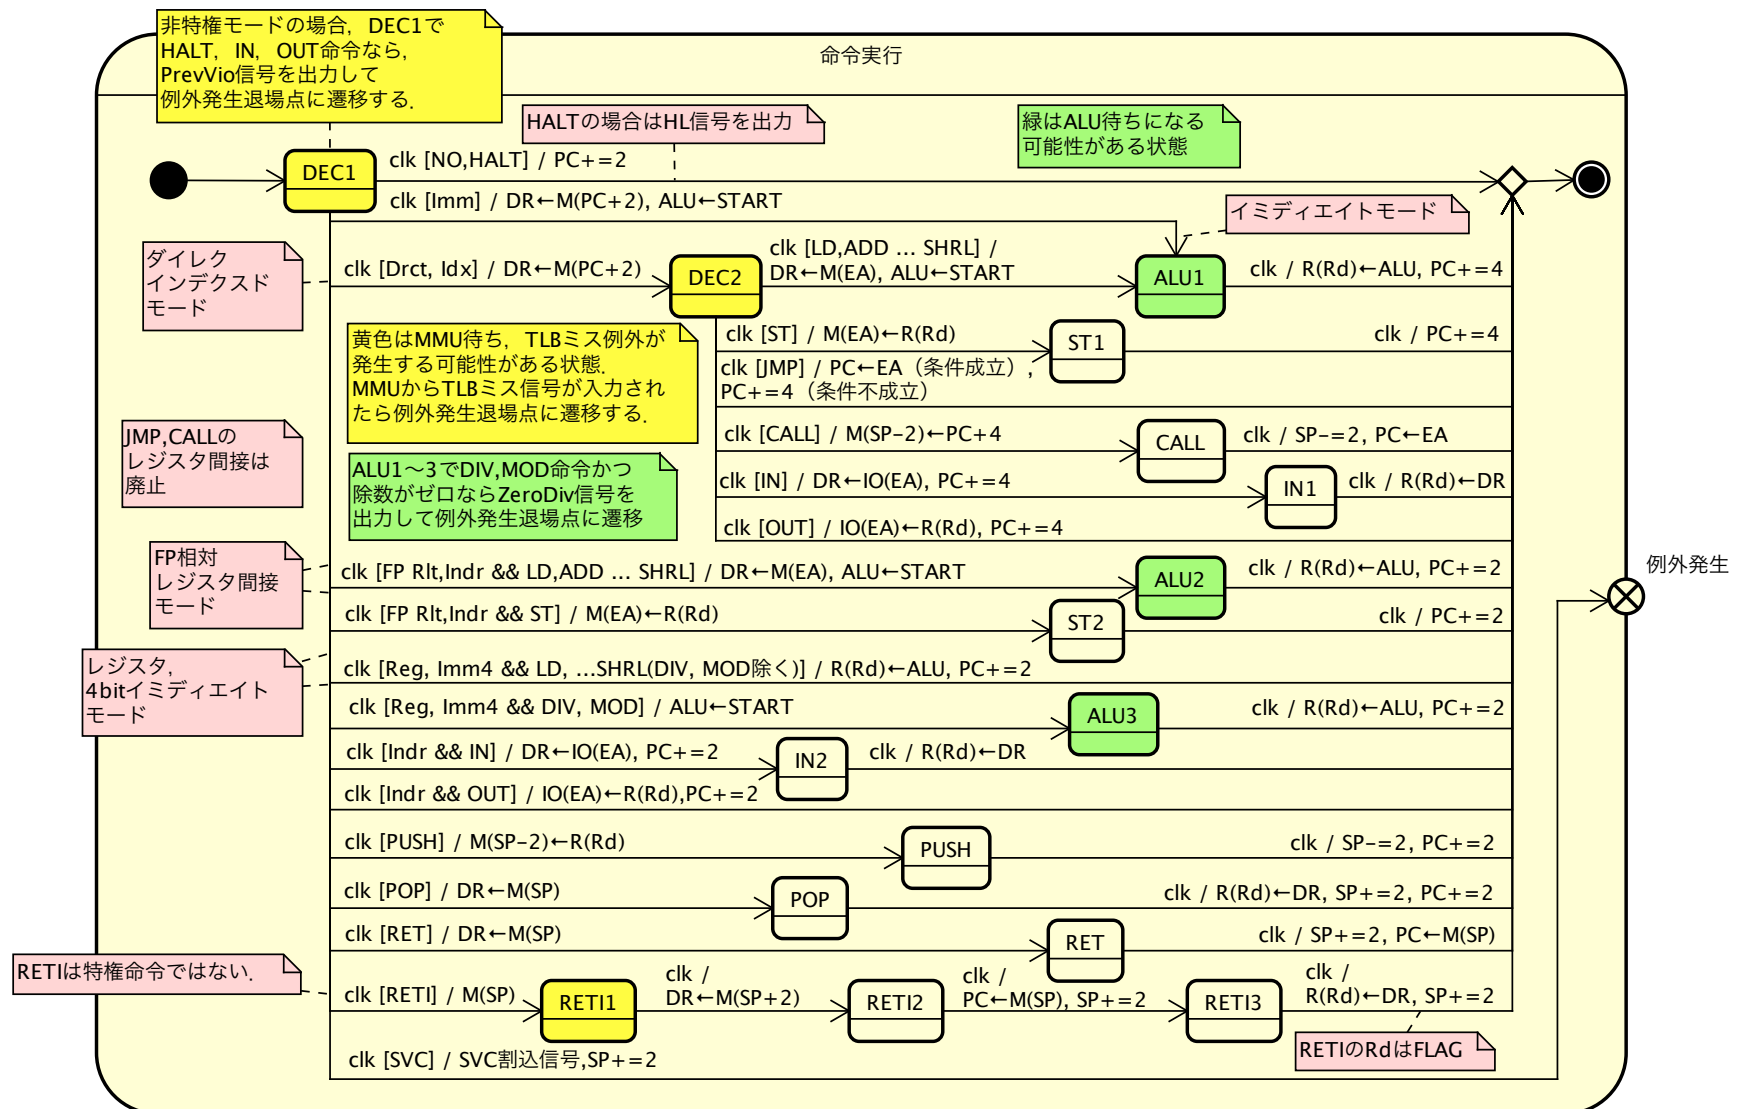 非特権モードの場合，DEC1で
HALT，IN，OUT命令なら，
PrevVio信号を出力して
例外発生退場点に遷移する．
命令実行
HALTの場合はHL信号を出力
緑はALU待ちになる
可能性がある状態
DEC1
clk [NO,HALT] / PC+=2
clk [Imm] / DR←M(PC+2), ALU←START
イミディエイトモード
ダイレク
インデクスド
モード
clk [Drct, Idx] / DR←M(PC+2)
DEC2
clk [LD,ADD ... SHRL] /
DR←M(EA), ALU←START
ALU1
clk / R(Rd)←ALU, PC+=4
黄色はMMU待ち，TLBミス例外が
発生する可能性がある状態．
MMUからTLBミス信号が入力され
たら例外発生退場点に遷移する．
clk [ST] / M(EA)←R(Rd)
ST1
clk / PC+=4
clk [JMP] / PC←EA（条件成立）,
PC+=4（条件不成立）
JMP,CALLの
レジスタ間接は
廃止
clk [CALL] / M(SP-2)←PC+4
CALL
clk / SP-=2, PC←EA
ALU1～3でDIV,MOD命令かつ
除数がゼロならZeroDiv信号を
出力して例外発生退場点に遷移
clk [IN] / DR←IO(EA), PC+=4
IN1
clk / R(Rd)←DR
clk [OUT] / IO(EA)←R(Rd), PC+=4
FP相対
レジスタ間接
モード
clk [FP Rlt,Indr && LD,ADD ... SHRL] / DR←M(EA), ALU←START
ALU2
clk / R(Rd)←ALU, PC+=2
例外発生
clk [FP Rlt,Indr && ST] / M(EA)←R(Rd)
ST2
clk / PC+=2
レジスタ，
4bitイミディエイト
モード
clk [Reg, Imm4 && LD, ...SHRL(DIV, MOD除く)] / R(Rd)←ALU, PC+=2
clk [Reg, Imm4 && DIV, MOD] / ALU←START
ALU3
clk / R(Rd)←ALU, PC+=2
clk [Indr && IN] / DR←IO(EA), PC+=2
IN2
clk / R(Rd)←DR
clk [Indr && OUT] / IO(EA)←R(Rd),PC+=2
clk [PUSH] / M(SP-2)←R(Rd)
PUSH
clk / SP-=2, PC+=2
clk [POP] / DR←M(SP)
POP
clk / R(Rd)←DR, SP+=2, PC+=2
clk [RET] / DR←M(SP)
RET
clk / SP+=2, PC←M(SP)
RETIは特権命令ではない．
clk [RETI] / M(SP)
RETI1
clk /
DR←M(SP+2)
RETI2
clk /
PC←M(SP), SP+=2
RETI3
clk /
R(Rd)←DR, SP+=2
RETIのRdはFLAG
clk [SVC] / SVC割込信号,SP+=2